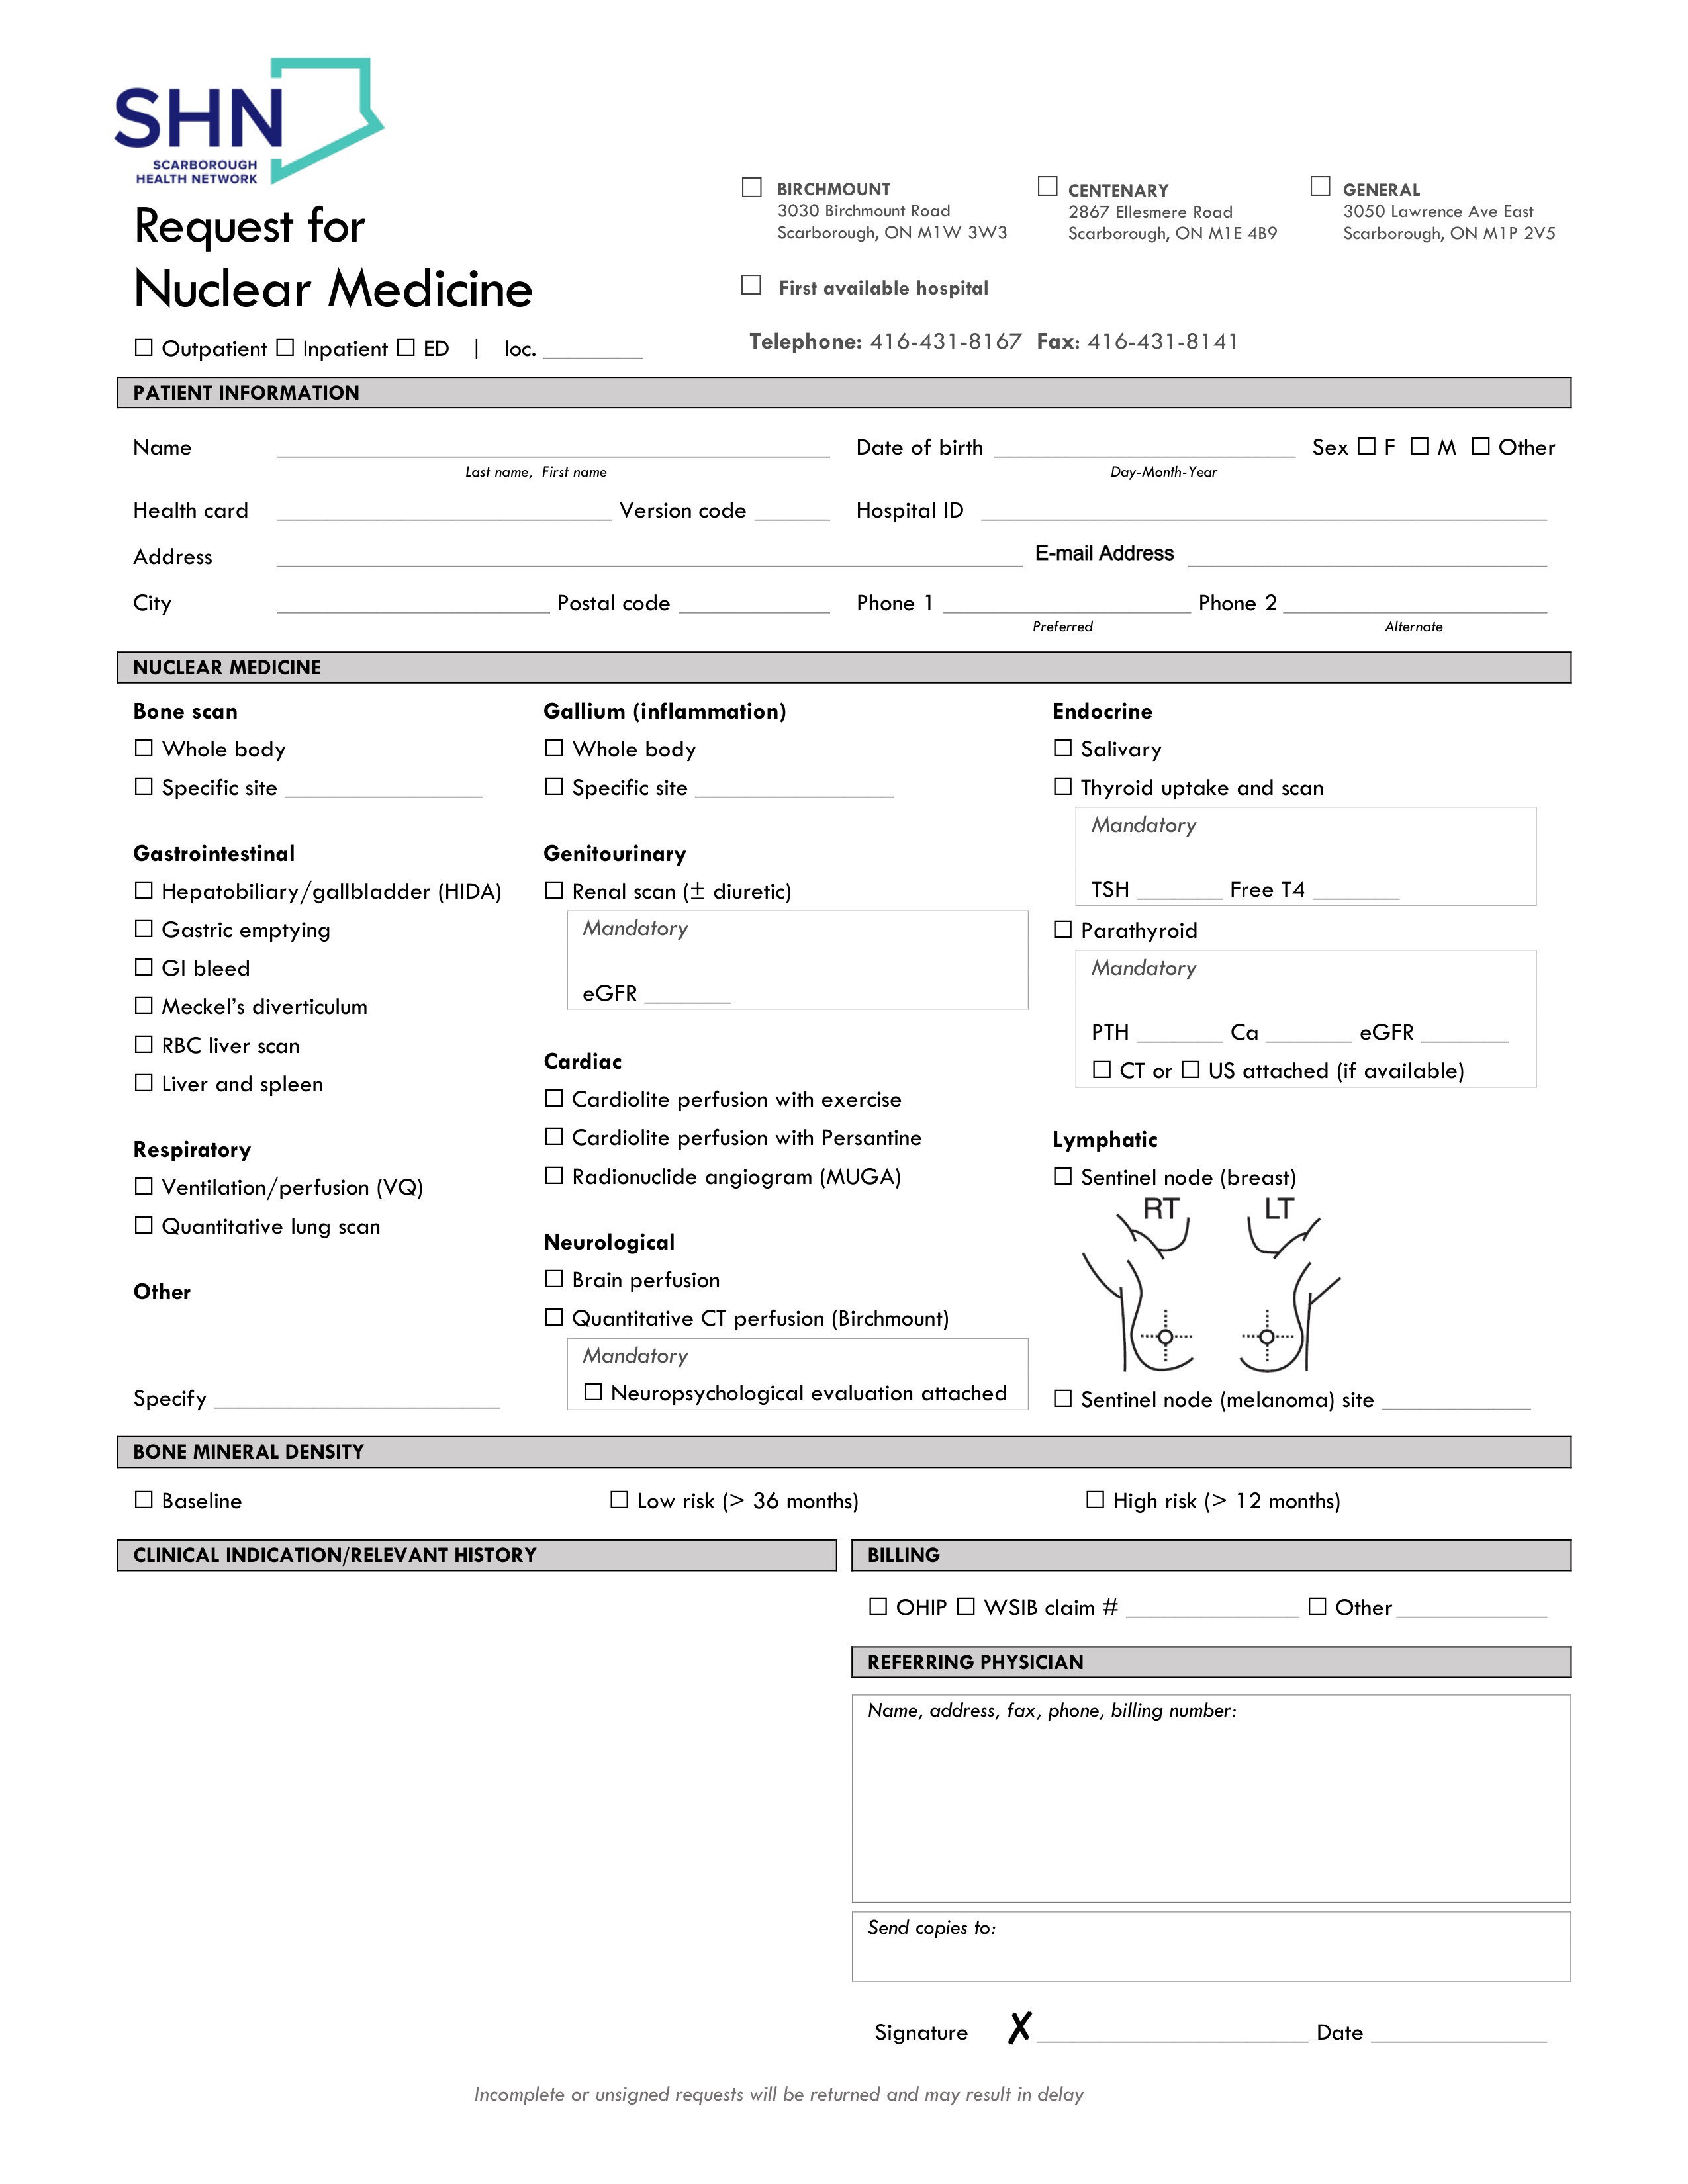 SHN
SCARBOROUGH
HEALTH NETWORK
Request for
Nuclear Medicine
☐ Outpatient ☐ Inpatient ☐ ED | loc. ________
☐ BIRCHMOUNT
3030 Birchmount Road
Scarborough, ON M1W 3W3
☐ CENTENARY
2867 Ellesmere Road
Scarborough, ON M1E 4B9
☐ GENERAL
3050 Lawrence Ave East
Scarborough, ON M1P 2V5
☐ First available hospital
Telephone: 416-431-8167 Fax: 416-431-8141
PATIENT INFORMATION
Name ________ Date of birth ________ Sex ☐ F ☐ M ☐ Other
Last name, First name Day-Month-Year
Health card ________ Version code ________ Hospital ID ________
Address ________ E-mail Address ________
City ________ Postal code ________ Phone 1 ________ Phone 2 ________
Preferred Alternate
NUCLEAR MEDICINE
Bone scan
☐ Whole body
☐ Specific site ________
Gastrointestinal
☐ Hepatobiliary/gallbladder (HIDA)
☐ Gastric emptying
☐ GI bleed
☐ Meckel's diverticulum
☐ RBC liver scan
☐ Liver and spleen
Respiratory
☐ Ventilation/perfusion (VQ)
☐ Quantitative lung scan
Other
Specify ________
Gallium (inflammation)
☐ Whole body
☐ Specific site ________
Genitourinary
☐ Renal scan (± diuretic)
Mandatory
eGFR ________
Cardiac
☐ Cardiolite perfusion with exercise
☐ Cardiolite perfusion with Persantine
☐ Radionuclide angiogram (MUGA)
Neurological
☐ Brain perfusion
☐ Quantitative CT perfusion (Birchmount)
Mandatory
☐ Neuropsychological evaluation attached
Endocrine
☐ Salivary
☐ Thyroid uptake and scan
Mandatory
TSH ________ Free T4 ________
☐ Parathyroid
Mandatory
PTH ________ Ca ________ eGFR ________
☐ CT or ☐ US attached (if available)
Lymphatic
☐ Sentinel node (breast)
RT LT
☐ Sentinel node (melanoma) site ________
BONE MINERAL DENSITY
☐ Baseline ☐ Low risk (> 36 months) ☐ High risk (> 12 months)
CLINICAL INDICATION/RELEVANT HISTORY
BILLING
☐ OHIP ☐ WSIB claim # ________ ☐ Other ________
REFERRING PHYSICIAN
Name, address, fax, phone, billing number:
Send copies to:
Signature ✗ ________ Date ________
Incomplete or unsigned requests will be returned and may result in delay